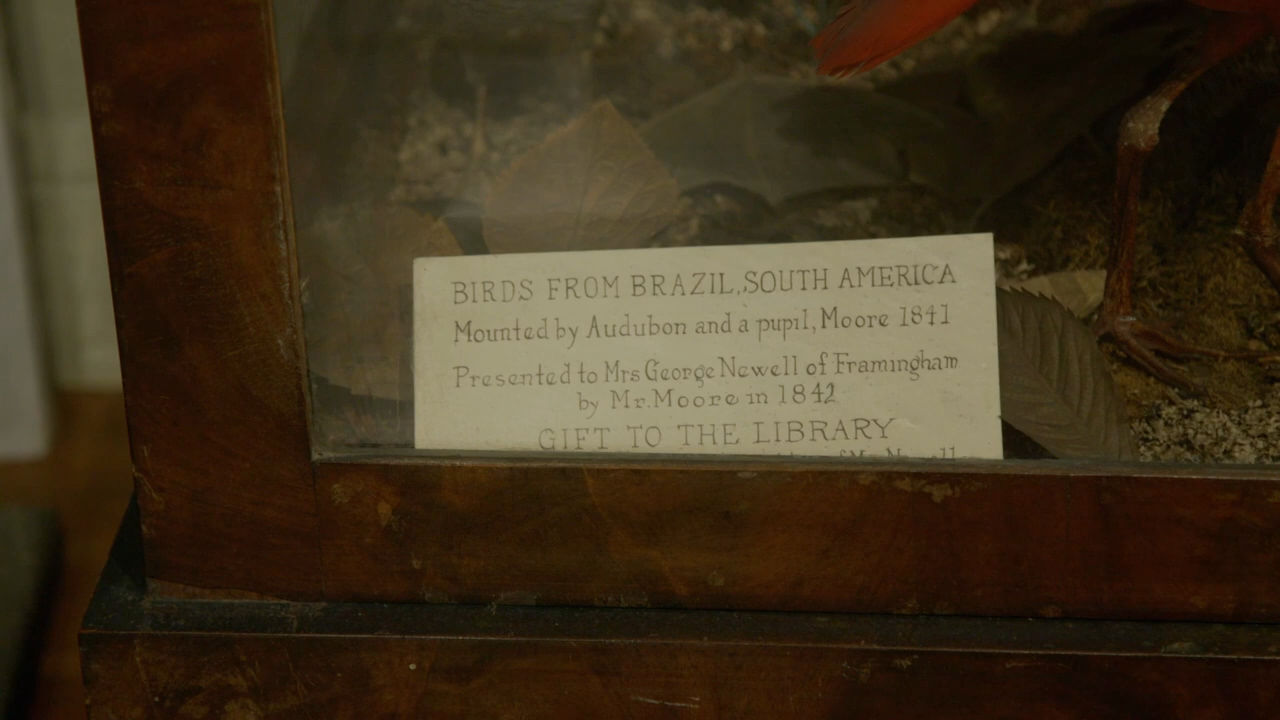 BIRDS FROM BRAZIL, SOUTH AMERICA
Mounted by Audubon and a pupil, Moore 1841
Presented to Mrs George Newell of Framingham
by Mr. Moore in 1842
GIFT TO THE LIBRARY